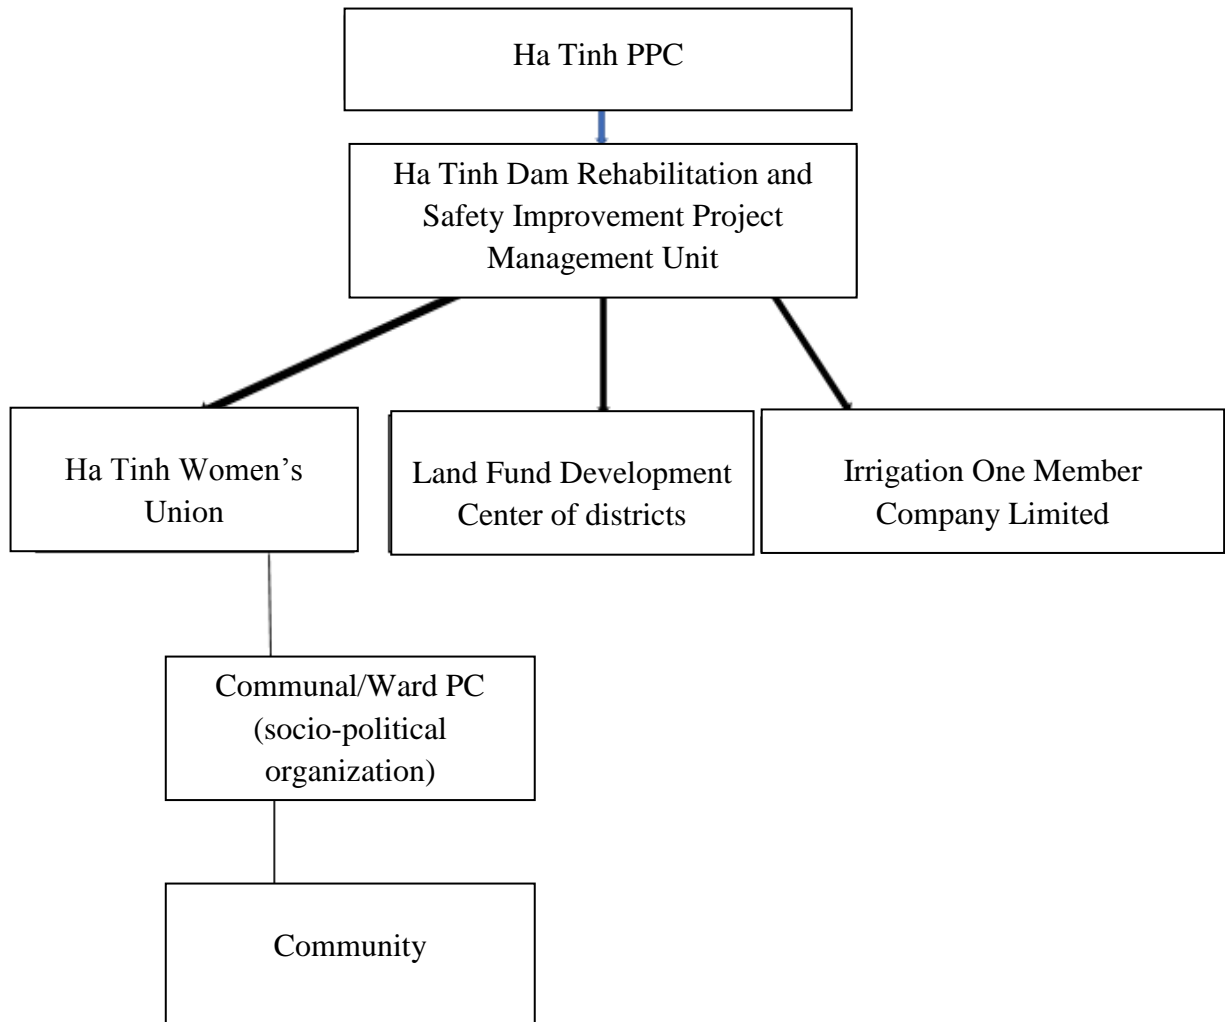 Ha Tinh PPC
Ha Tinh Dam Rehabilitation and
Safety Improvement Project
Management Unit
Ha Tinh Women’s
Union
Land Fund Development
Center of districts
Irrigation One Member
Company Limited
Communal/Ward PC
(socio-political
organization)
Community